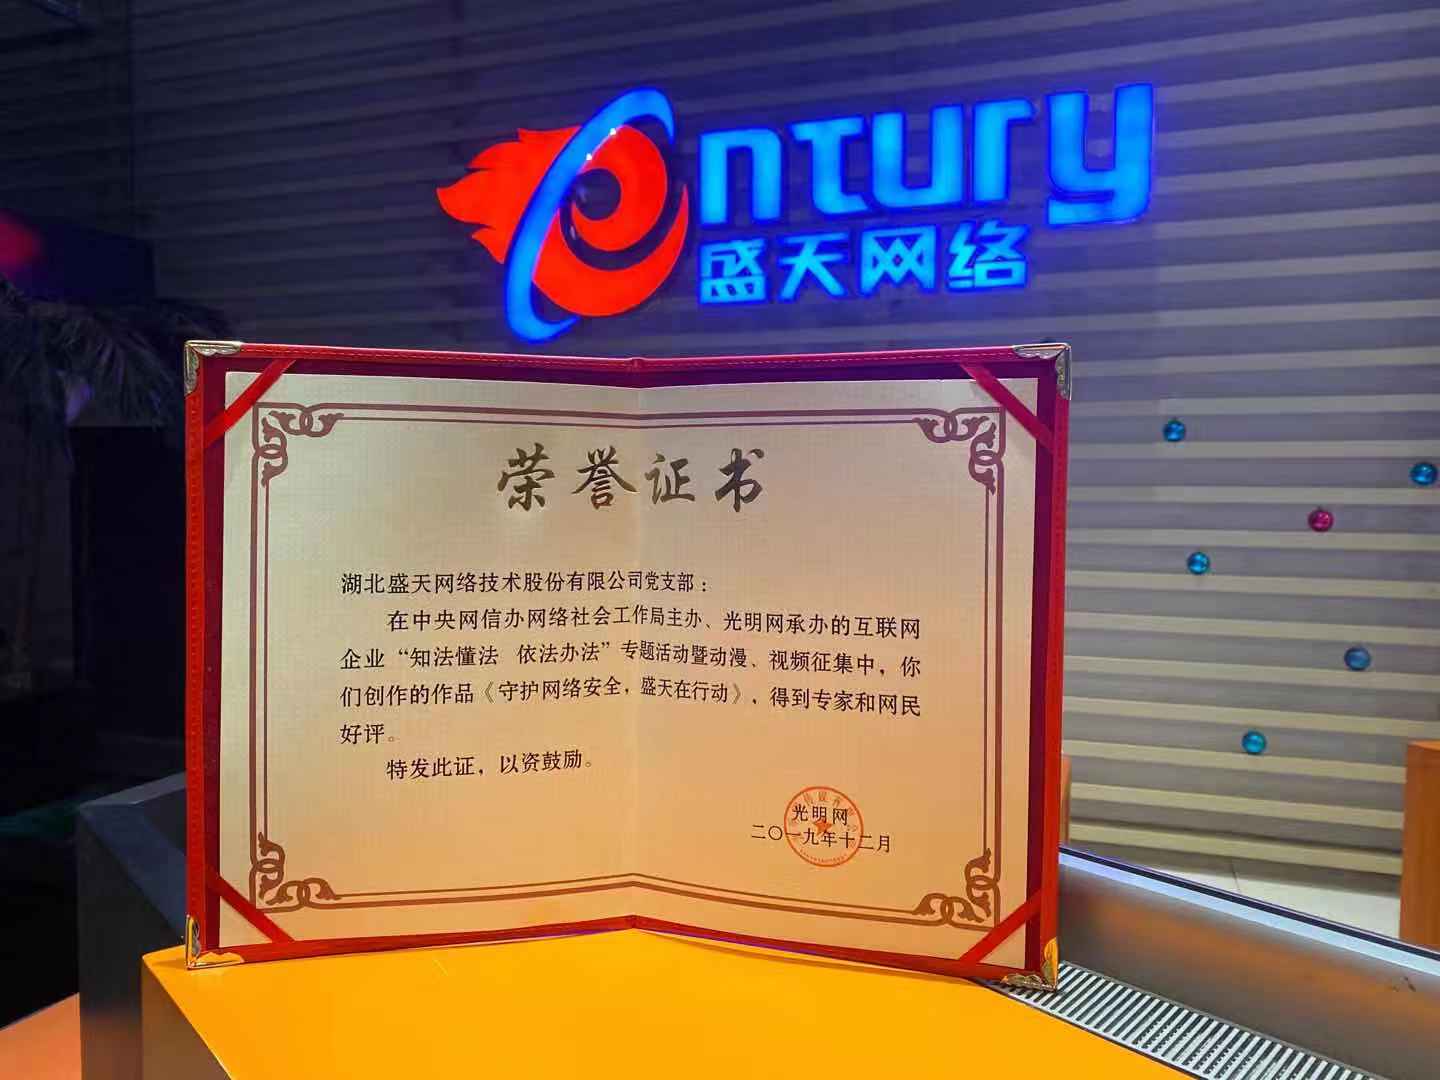 entury
盛天网络
荣誉证书
湖北盛天网络技术股份有限公司党支部：
在中央网信办网络社会工作局主办、光明网承办的互联网
企业“知法懂法 依法办法”专题活动暨动漫、视频征集中，你
们创作的作品《守护网络安全，盛天在行动》，得到专家和网民
好评。
特发此证，以资鼓励。
光明网
二〇一九年十二月